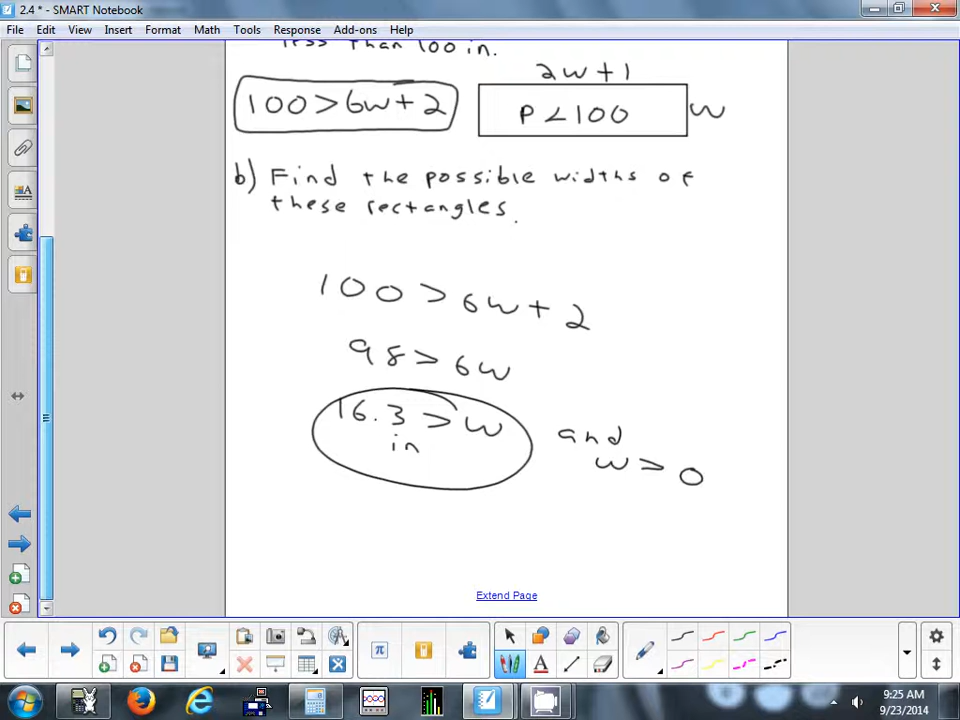 2.4 * - SMART Notebook
File Edit View Insert Format Math Tools Response Add-ons Help
less than 100 in.
2w+1
100 > 6w+2
P < 100
w
b) Find the possible widths of
these rectangles.
100 > 6w + 2
98 > 6w
16.3 > w
in
and
w > 0
Extend Page
π
A
9:25 AM
9/23/2014